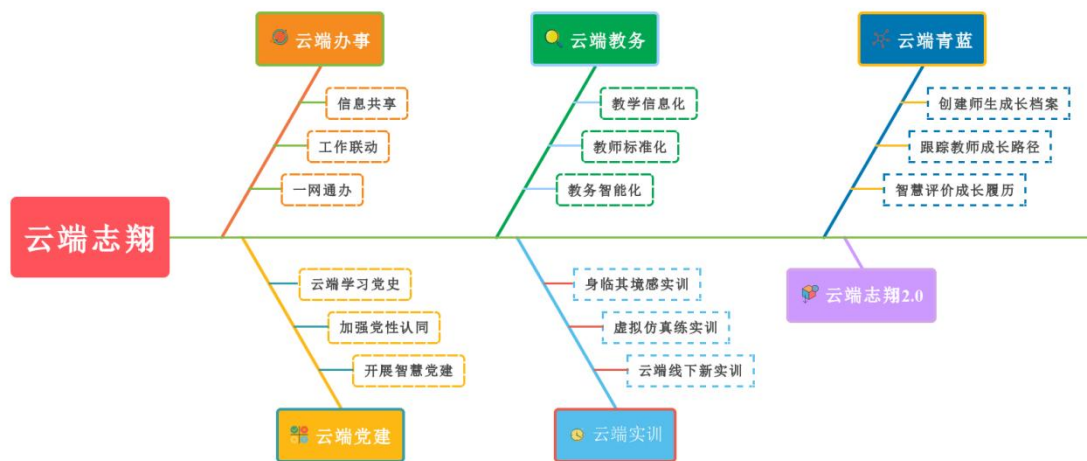 云端办事
云端教务
云端青蓝
信息共享
工作联动
一网通办
教学信息化
教师标准化
教务智能化
创建师生成长档案
跟踪教师成长路径
智慧评价成长履历
云端志翔
云端学习党史
加强党性认同
开展智慧党建
身临其境感实训
虚拟仿真练实训
云端线下新实训
云端志翔2.0
云端党建
云端实训